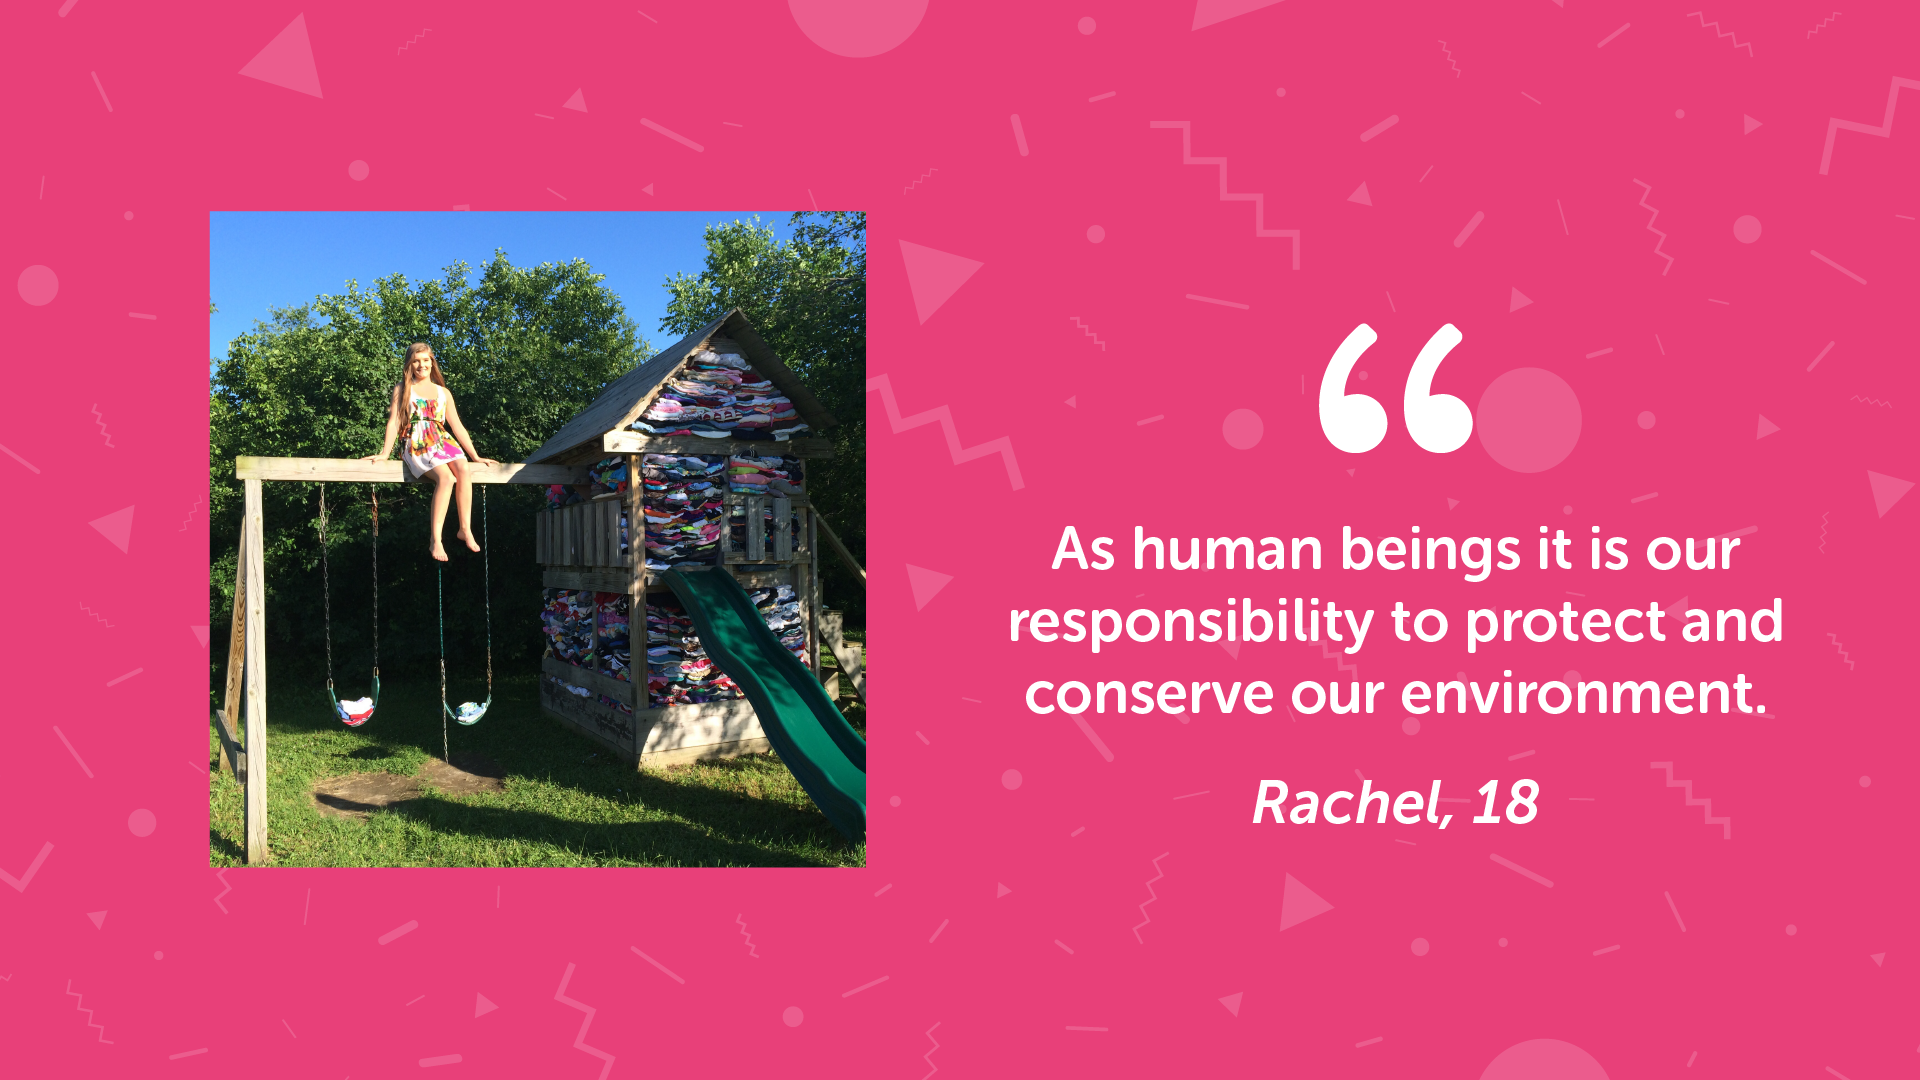 “
As human beings it is our
responsibility to protect and
conserve our environment.
Rachel, 18